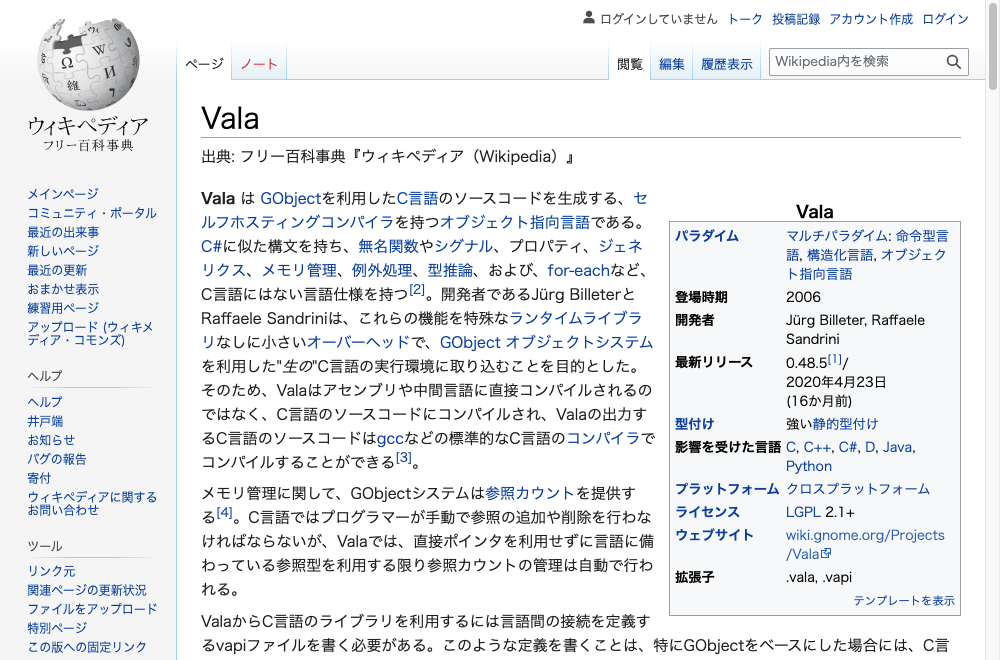 ログインしていません トーク 投稿記録 アカウント作成 ログイン
ページ ノート 閲覧 編集 履歴表示 Wikipedia内を検索
ウィキペディア
フリー百科事典
メインページ
コミュニティ・ポータル
最近の出来事
新しいページ
最近の更新
おまかせ表示
練習用ページ
アップロード (ウィキメ
ディア・コモンズ)
ヘルプ
ヘルプ
井戸端
お知らせ
バグの報告
寄付
ウィキペディアに関する
お問い合わせ
ツール
リンク元
関連ページの更新状況
ファイルをアップロード
特別ページ
この版への固定リンク
Vala
出典: フリー百科事典『ウィキペディア（Wikipedia）』
Vala は GObjectを利用したC言語のソースコードを生成する、セ
ルフホスティングコンパイラを持つオブジェクト指向言語である。
C#に似た構文を持ち、無名関数やシグナル、プロパティ、ジェネ
リクス、メモリ管理、例外処理、型推論、および、for-eachなど、
C言語にはない言語仕様を持つ[2]。開発者であるJürg Billeterと
Raffaele Sandriniは、これらの機能を特殊なランタイムライブラ
リなしに小さいオーバーヘッドで、GObject オブジェクトシステム
を利用した"生の"C言語の実行環境に取り込むことを目的とした。
そのため、Valaはアセンブリや中間言語に直接コンパイルされるの
ではなく、C言語のソースコードにコンパイルされ、Valaの出力す
るC言語のソースコードはgccなどの標準的なC言語のコンパイラで
コンパイルすることができる[3]。
メモリ管理に関して、GObjectシステムは参照カウントを提供す
る[4]。C言語ではプログラマーが手動で参照の追加や削除を行わな
ければならないが、Valaでは、直接ポインタを利用せずに言語に備
わっている参照型を利用する限り参照カウントの管理は自動で行わ
れる。
ValaからC言語のライブラリを利用するには言語間の接続を定義す
るvapiファイルを書く必要がある。このような定義を書くことは、特にGObjectをベースにした場合には、C言
Vala
パラダイム マルチパラダイム: 命令型言
語, 構造化言語, オブジェク
ト指向言語
登場時期 2006
開発者 Jürg Billeter, Raffaele
Sandrini
最新リリース 0.48.5[1]/
2020年4月23日
(16か月前)
型付け 強い静的型付け
影響を受けた言語 C, C++, C#, D, Java,
Python
プラットフォーム クロスプラットフォーム
ライセンス LGPL 2.1+
ウェブサイト wiki.gnome.org/Projects
/Vala
拡張子 .vala, .vapi
テンプレートを表示